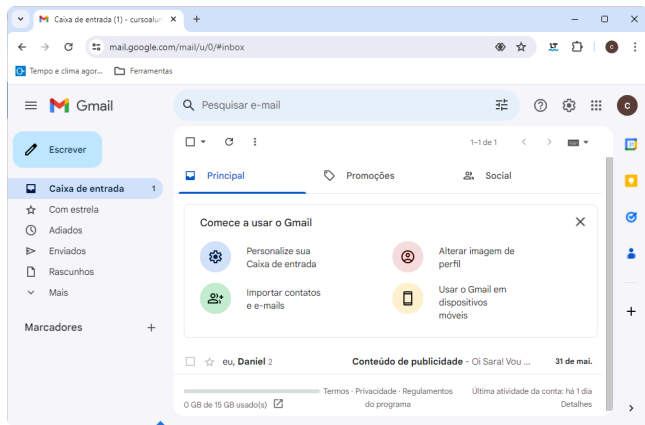 Caixa de entrada (1) - cursoalun
mail.google.com/mail/u/0/#inbox
Tempo e clima agor... Ferramentas
Gmail
Pesquisar e-mail
C
Escrever
1–1 de 1
Caixa de entrada 1
Com estrela
Adiados
Enviados
Rascunhos
Mais
Marcadores
Principal Promoções Social
Comece a usar o Gmail
Personalize sua
Caixa de entrada
Alterar imagem de
perfil
Importar contatos
e e-mails
Usar o Gmail em
dispositivos
móveis
eu, Daniel 2 Conteúdo de publicidade - Oi Sara! Vou ... 31 de mai.
0 GB de 15 GB usado(s)
Termos · Privacidade · Regulamentos
do programa
Última atividade da conta: há 1 dia
Detalhes